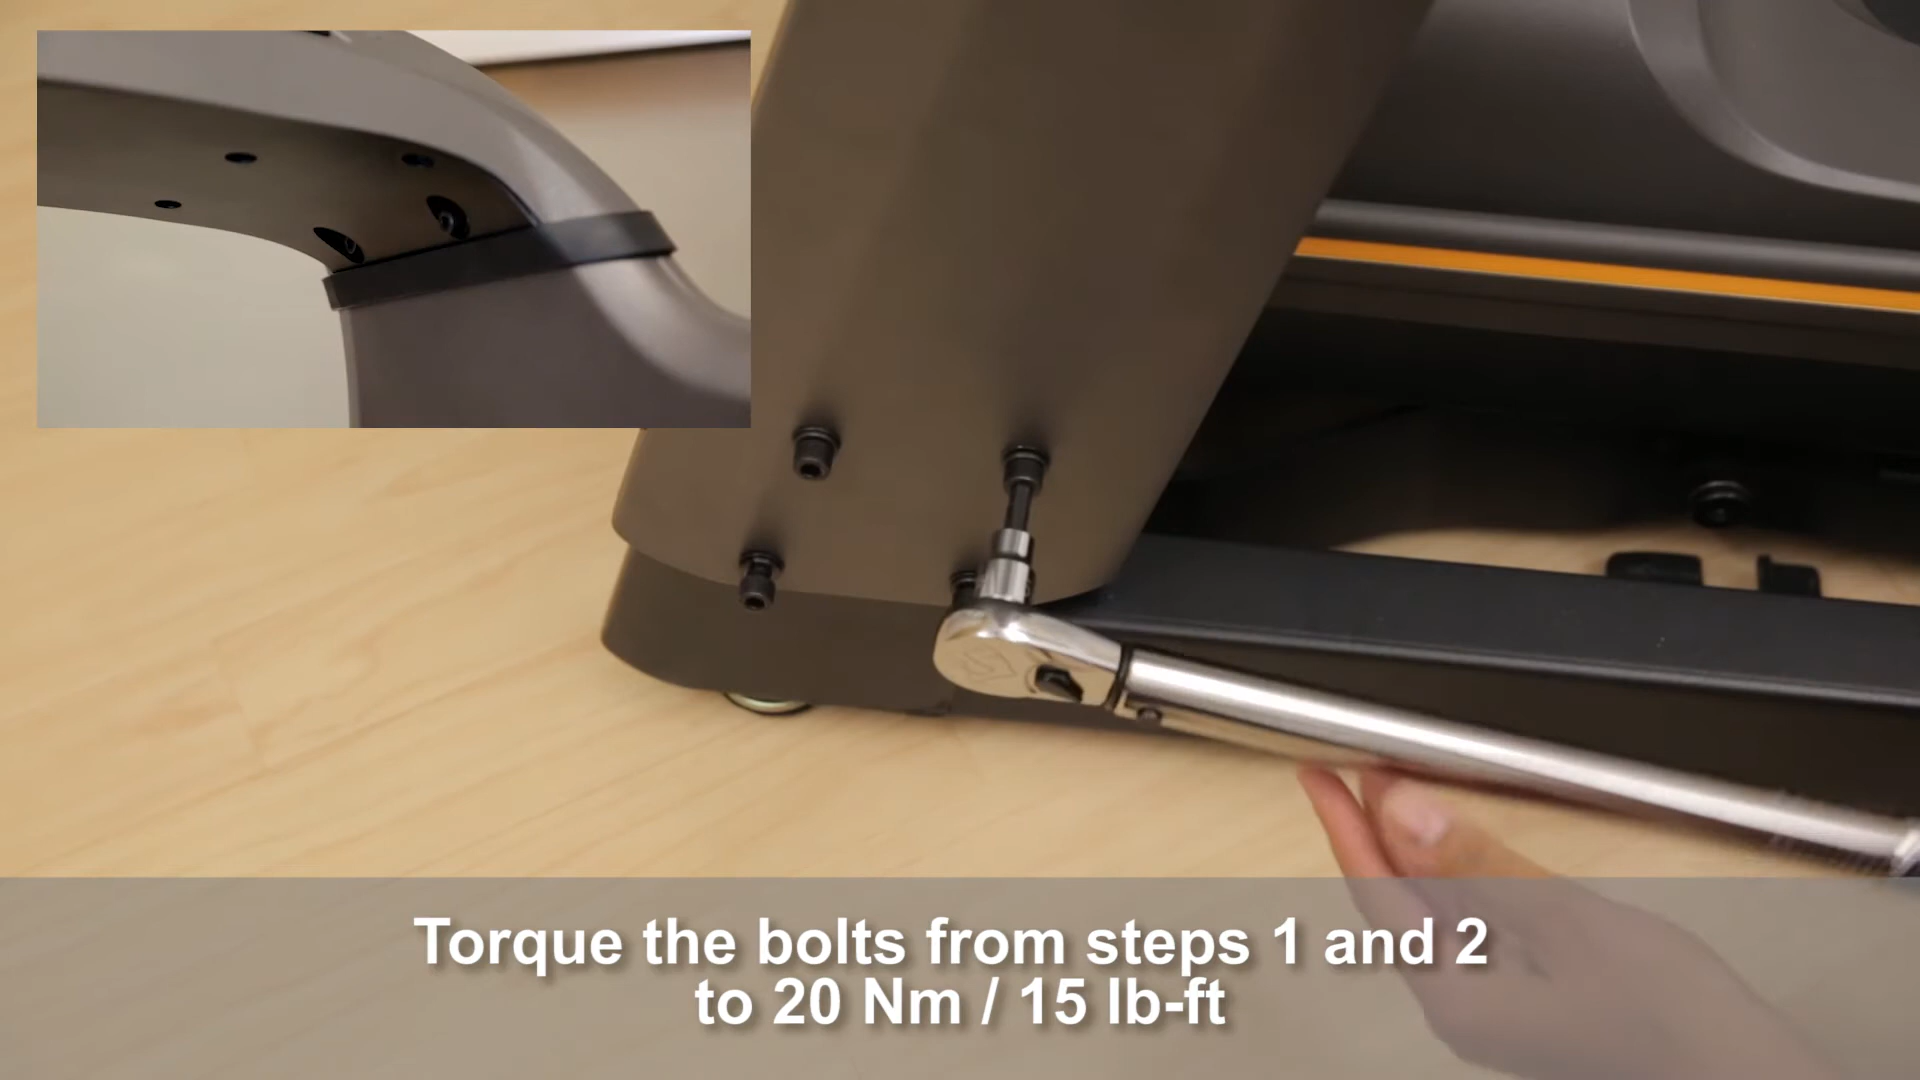 Torque the bolts from steps 1 and 2
to 20 Nm / 15 lb-ft